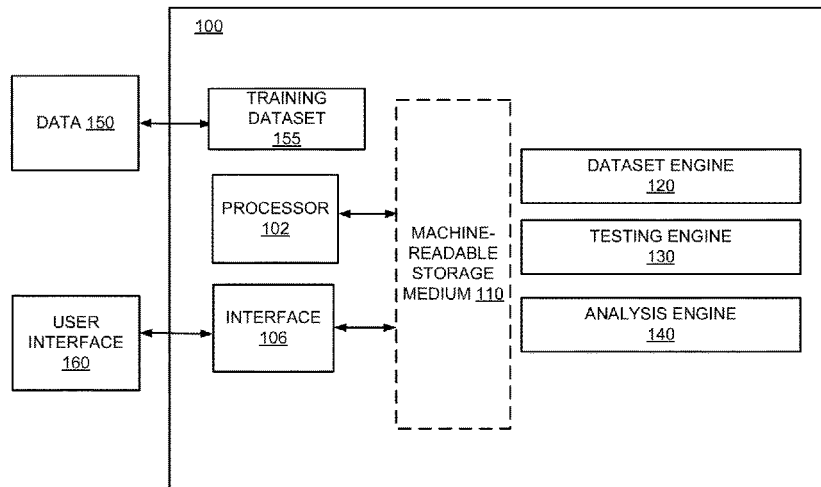 100
DATA 150
TRAINING
DATASET
155
PROCESSOR
102
MACHINE-
READABLE
STORAGE
MEDIUM 110
DATASET ENGINE
120
TESTING ENGINE
130
ANALYSIS ENGINE
140
USER
INTERFACE
160
INTERFACE
106